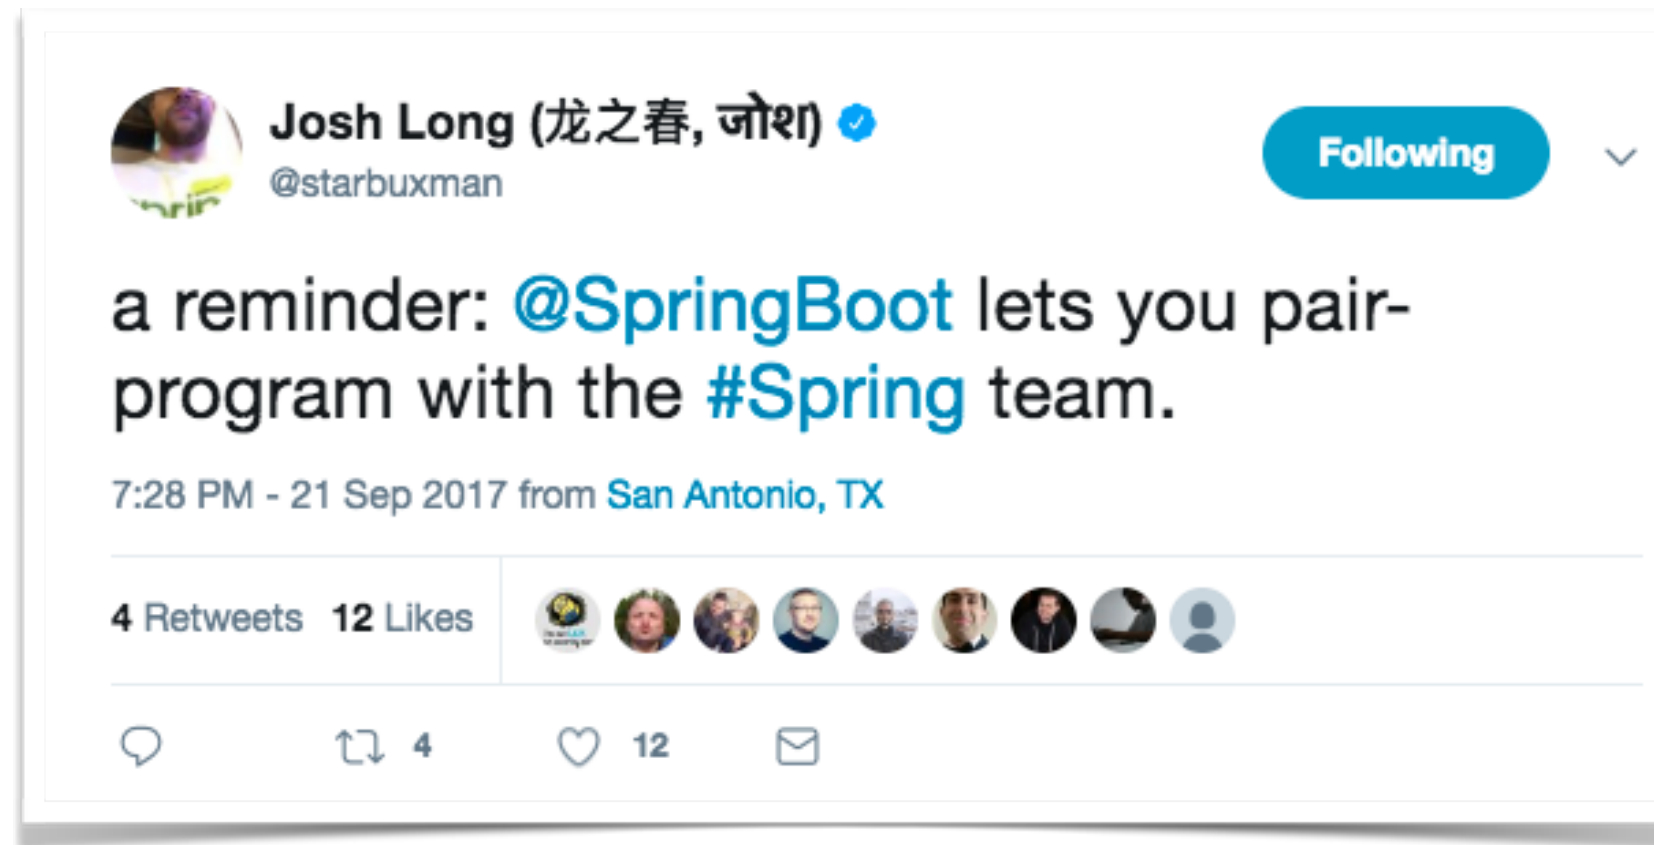 Josh Long (龙之春, जोश)
@starbuxman
Following
a reminder: @SpringBoot lets you pair-
program with the #Spring team.
7:28 PM - 21 Sep 2017 from San Antonio, TX
4 Retweets 12 Likes
4 12